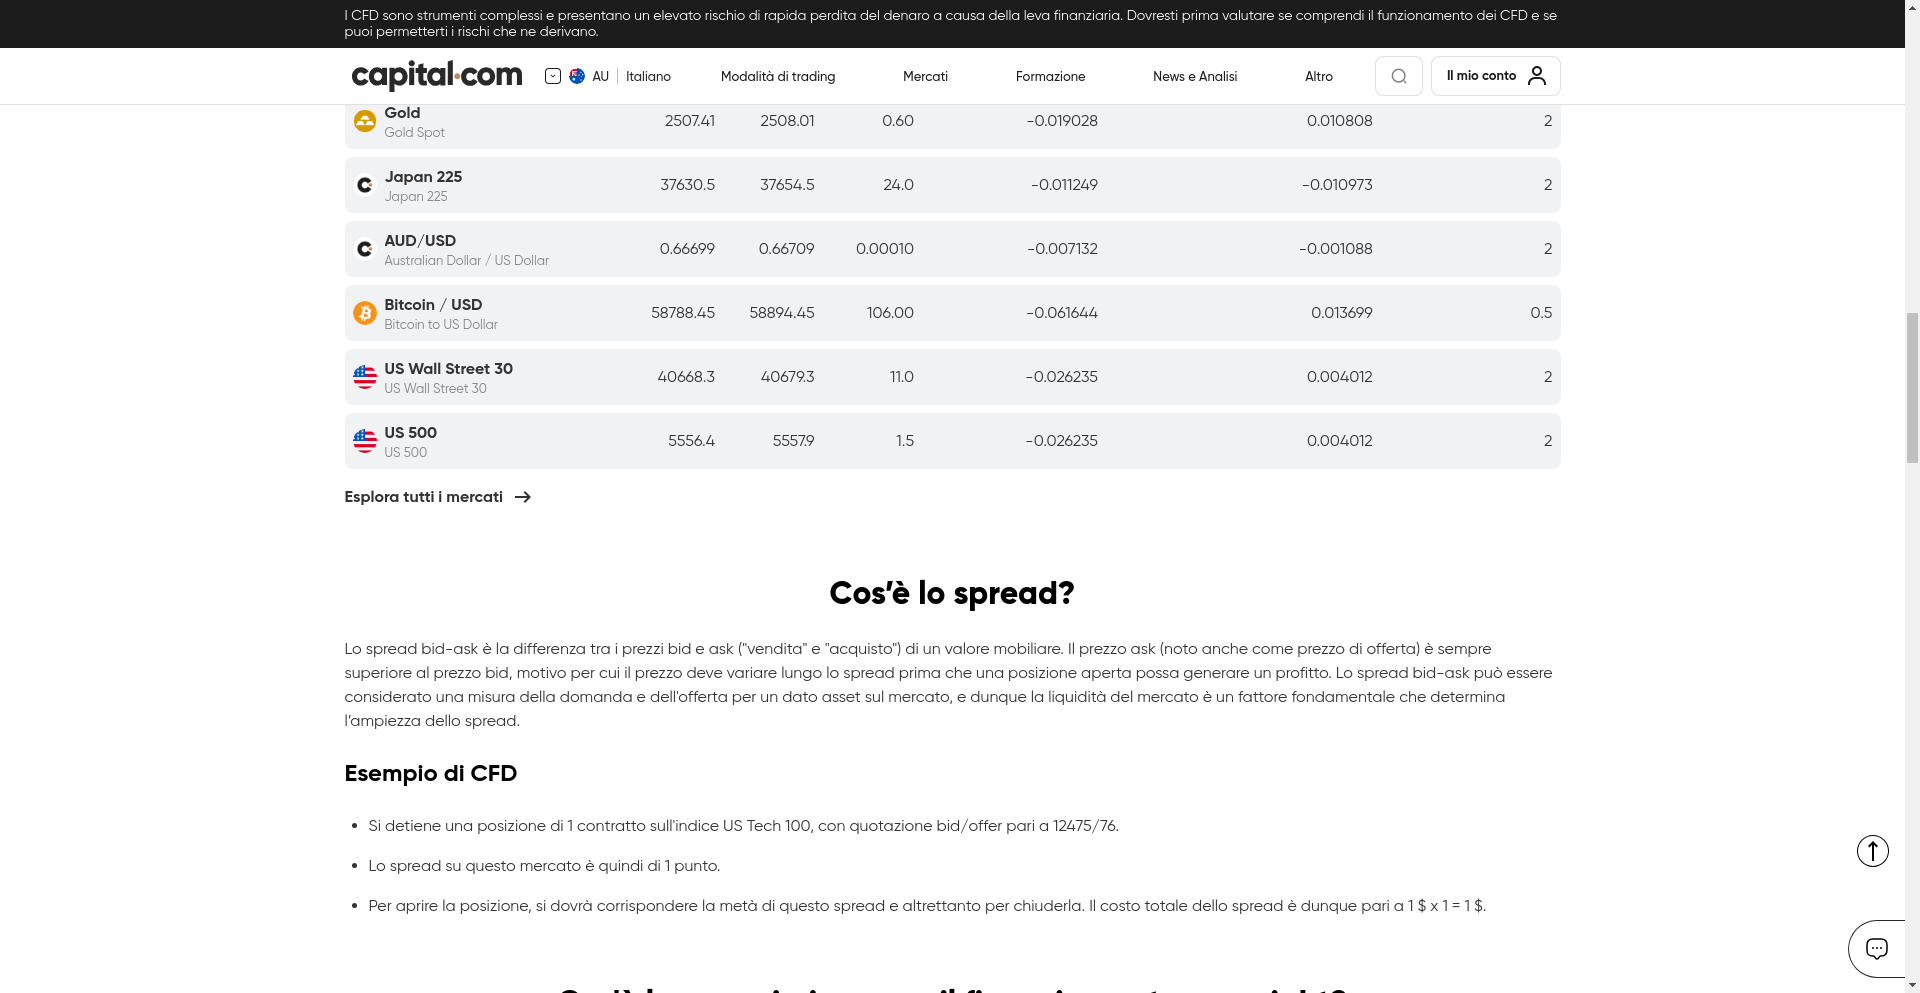 I CFD sono strumenti complessi e presentano un elevato rischio di rapida perdita del denaro a causa della leva finanziaria. Dovresti prima valutare se comprendi il funzionamento dei CFD e se
puoi permetterti i rischi che ne derivano.
capital.com AU Italiano Modalità di trading Mercati Formazione News e Analisi Altro Il mio conto
Gold 2507.41 2508.01 0.60 -0.019028 0.010808 2
Gold Spot
Japan 225 37630.5 37654.5 24.0 -0.011249 -0.010973 2
Japan 225
AUD/USD 0.66699 0.66709 0.00010 -0.007132 -0.001088 2
Australian Dollar / US Dollar
Bitcoin / USD 58788.45 58894.45 106.00 -0.061644 0.013699 0.5
Bitcoin to US Dollar
US Wall Street 30 40668.3 40679.3 11.0 -0.026235 0.004012 2
US Wall Street 30
US 500 5556.4 5557.9 1.5 -0.026235 0.004012 2
US 500
Esplora tutti i mercati
Cos’è lo spread?
Lo spread bid-ask è la differenza tra i prezzi bid e ask ("vendita" e "acquisto") di un valore mobiliare. Il prezzo ask (noto anche come prezzo di offerta) è sempre
superiore al prezzo bid, motivo per cui il prezzo deve variare lungo lo spread prima che una posizione aperta possa generare un profitto. Lo spread bid-ask può essere
considerato una misura della domanda e dell'offerta per un dato asset sul mercato, e dunque la liquidità del mercato è un fattore fondamentale che determina
l’ampiezza dello spread.
Esempio di CFD
Si detiene una posizione di 1 contratto sull'indice US Tech 100, con quotazione bid/offer pari a 12475/76.
Lo spread su questo mercato è quindi di 1 punto.
Per aprire la posizione, si dovrà corrispondere la metà di questo spread e altrettanto per chiuderla. Il costo totale dello spread è dunque pari a 1 $ x 1 = 1 $.